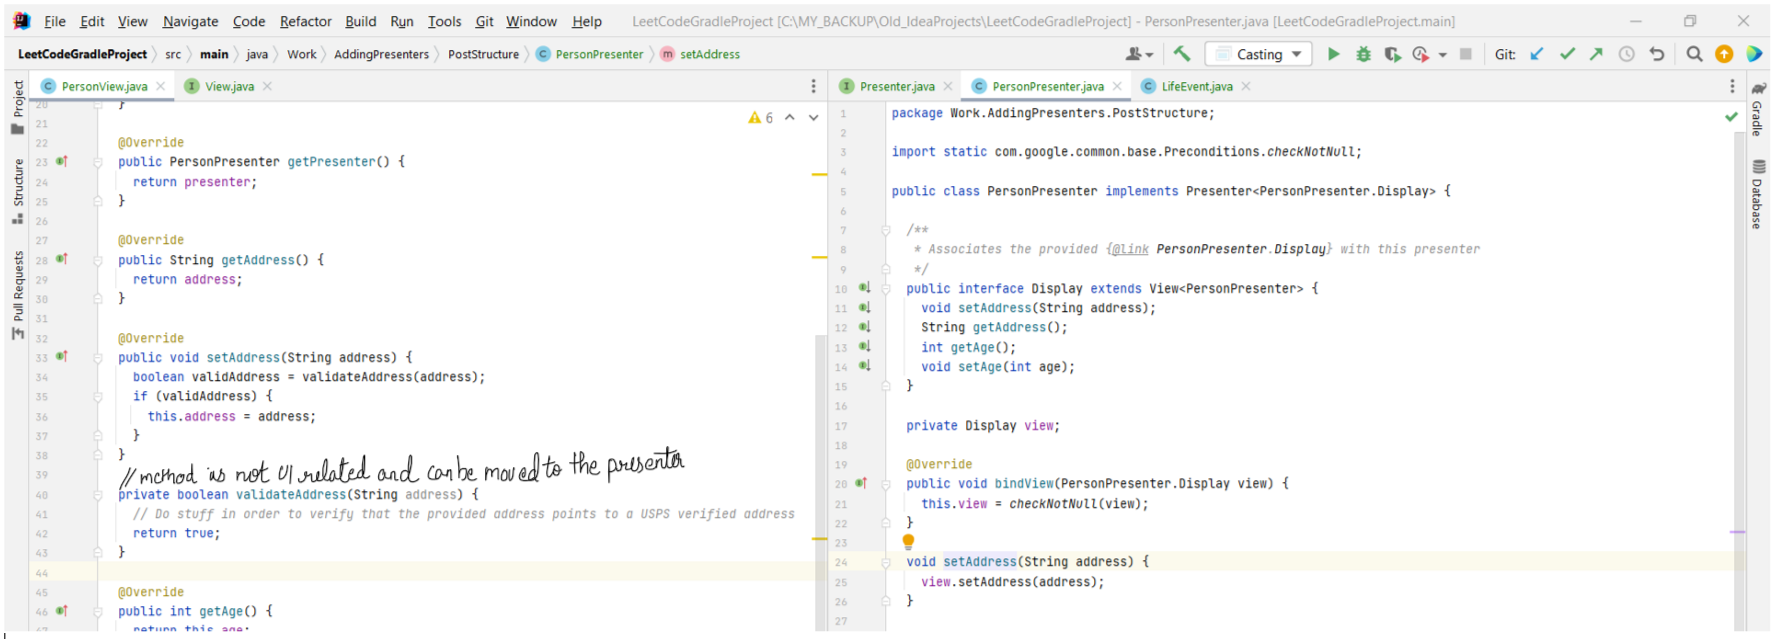 File Edit View Navigate Code Refactor Build Run Tools Git Window Help LeetCodeGradleProject [C:\MY_BACKUP\Old_IdeaProjects\LeetCodeGradleProject] - PersonPresenter.java [LeetCodeGradleProject.main]
LeetCodeGradleProject src main java Work AddingPresenters PostStructure C PersonPresenter m setAddress Casting Git:
Project
Structure
Pull Requests
C PersonView.java I View.java
6
20 }
21
22 @Override
23 public PersonPresenter getPresenter() {
24 return presenter;
25 }
26
27 @Override
28 public String getAddress() {
29 return address;
30 }
31
32 @Override
33 public void setAddress(String address) {
34 boolean validAddress = validateAddress(address);
35 if (validAddress) {
36 this.address = address;
37 }
38 }
39 // method is not UI related and can be moved to the presenter
40 private boolean validateAddress(String address) {
41 // Do stuff in order to verify that the provided address points to a USPS verified address
42 return true;
43 }
44
45 @Override
46 public int getAge() {
47 return this.age;
I Presenter.java C PersonPresenter.java C LifeEvent.java
1 package Work.AddingPresenters.PostStructure;
2
3 import static com.google.common.base.Preconditions.checkNotNull;
4
5 public class PersonPresenter implements Presenter<PersonPresenter.Display> {
6
7 /**
8 * Associates the provided {@link PersonPresenter.Display} with this presenter
9 */
10 public interface Display extends View<PersonPresenter> {
11 void setAddress(String address);
12 String getAddress();
13 int getAge();
14 void setAge(int age);
15 }
16
17 private Display view;
18
19 @Override
20 public void bindView(PersonPresenter.Display view) {
21 this.view = checkNotNull(view);
22 }
23
24 void setAddress(String address) {
25 view.setAddress(address);
26 }
27
Gradle
Database